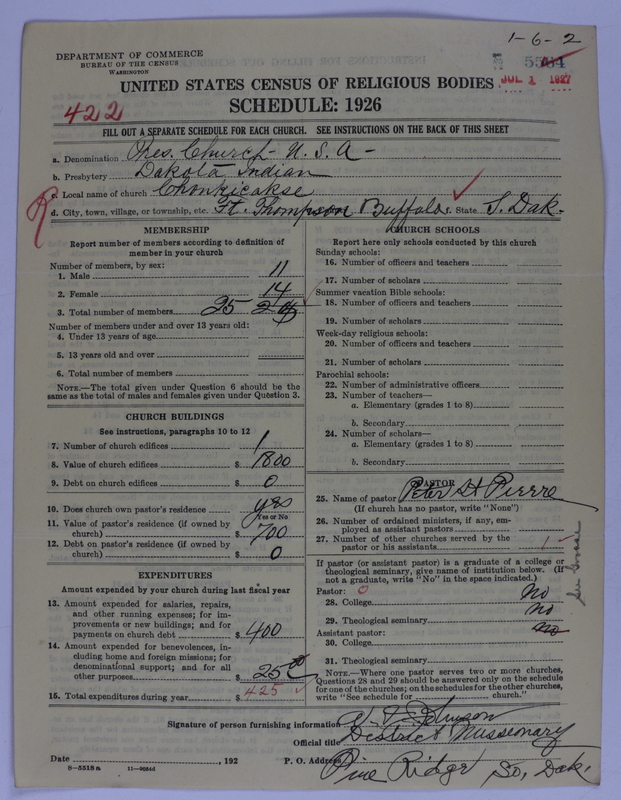 1-6-2
DEPARTMENT OF COMMERCE
BUREAU OF THE CENSUS
WASHINGTON
JUL 1 1927
UNITED STATES CENSUS OF RELIGIOUS BODIES
SCHEDULE: 1926
422
FILL OUT A SEPARATE SCHEDULE FOR EACH CHURCH. SEE INSTRUCTIONS ON THE BACK OF THIS SHEET
a. Denomination Pres. Church - U. S. A -
b. Presbytery Dakota Indian
c. Local name of church Chonkicakse
R
d. City, town, village, or township, etc. Ft. Thompson Buffalo f. State S. Dak.
MEMBERSHIP
Report number of members according to definition of member in your church
Number of members, by sex:
1. Male 11
2. Female 14
3. Total number of members 25
Number of members under and over 13 years old:
4. Under 13 years of age
5. 13 years old and over
6. Total number of members
NOTE.—The total given under Question 6 should be the same as the total of males and females given under Question 3.
CHURCH BUILDINGS
See instructions, paragraphs 10 to 12
7. Number of church edifices 1
8. Value of church edifices $ 1800
9. Debt on church edifices $ 0
10. Does church own pastor's residence yes
Yes or No
11. Value of pastor's residence (if owned by church) $ 700
12. Debt on pastor's residence (if owned by church) $ 0
EXPENDITURES
Amount expended by your church during last fiscal year
13. Amount expended for salaries, repairs, and other running expenses; for improvements or new buildings; and for payments on church debt $ 400
14. Amount expended for benevolences, including home and foreign missions; for denominational support; and for all other purposes $ 25 00
15. Total expenditures during year $ 425
CHURCH SCHOOLS
Report here only schools conducted by this church
Sunday schools:
16. Number of officers and teachers
17. Number of scholars
Summer vacation Bible schools:
18. Number of officers and teachers
19. Number of scholars
Week-day religious schools:
20. Number of officers and teachers
21. Number of scholars
Parochial schools:
22. Number of administrative officers
23. Number of teachers—
a. Elementary (grades 1 to 8)
b. Secondary
24. Number of scholars—
a. Elementary (grades 1 to 8)
b. Secondary
PASTOR
25. Name of pastor Peter St Pierre
(If church has no pastor, write "None")
26. Number of ordained ministers, if any, employed as assistant pastors
27. Number of other churches served by the pastor or his assistants 1
If pastor (or assistant pastor) is a graduate of a college or theological seminary, give name of institution below. (If not a graduate, write "No" in the space indicated.)
Pastor: 0
28. College no
29. Theological seminary no
Assistant pastor: no
30. College
31. Theological seminary
NOTE.—Where one pastor serves two or more churches, Questions 28 and 29 should be answered only on the schedule for one of the churches; on the schedules for the other churches, write "See schedule for church."
Signature of person furnishing information Johnson
Official title District Missionary
Date , 192
P. O. Address Pine Ridge So. Dak.
8-5518a 11-